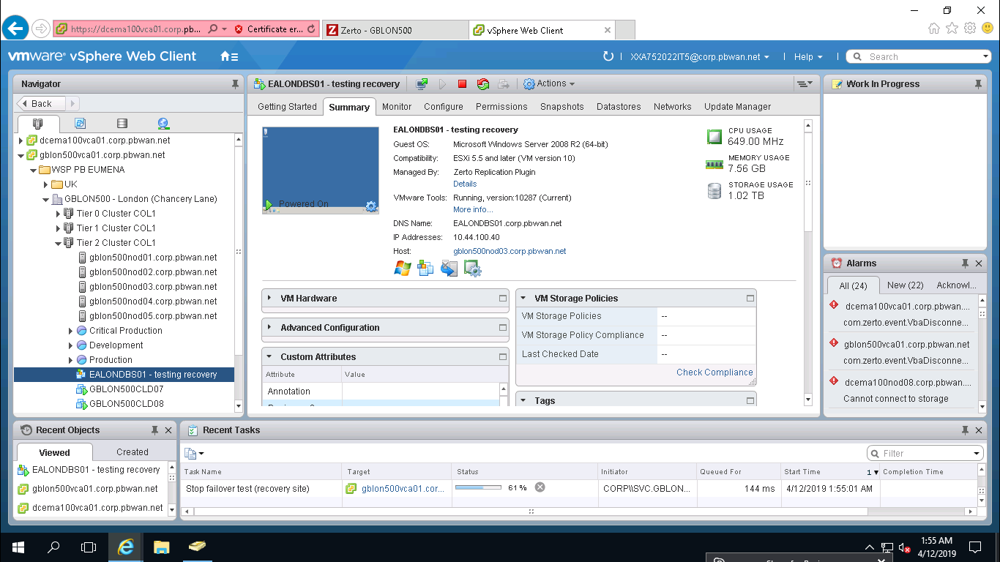 https://dcema100vca01.corp.pb...
Certificate er...
Zerto - GBLON500
vSphere Web Client
vmware® vSphere Web Client
XXA752022IT5@corp.pbwan.net
Help
Search
Navigator
Back
dcema100vca01.corp.pbwan.net
gblon500vca01.corp.pbwan.net
WSP PB EUMENA
UK
GBLON500 - London (Chancery Lane)
Tier 0 Cluster COL1
Tier 1 Cluster COL1
Tier 2 Cluster COL1
gblon500nod01.corp.pbwan.net
gblon500nod02.corp.pbwan.net
gblon500nod03.corp.pbwan.net
gblon500nod04.corp.pbwan.net
gblon500nod05.corp.pbwan.net
Critical Production
Development
Production
EALONDBS01 - testing recovery
GBLON500CLD07
GBLON500CLD08
EALONDBS01 - testing recovery
Actions
Getting Started Summary Monitor Configure Permissions Snapshots Datastores Networks Update Manager
Powered On
EALONDBS01 - testing recovery
Guest OS: Microsoft Windows Server 2008 R2 (64-bit)
Compatibility: ESXi 5.5 and later (VM version 10)
Managed By: Zerto Replication Plugin
Details
VMware Tools: Running, version:10287 (Current)
More info...
DNS Name: EALONDBS01.corp.pbwan.net
IP Addresses: 10.44.100.40
Host: gblon500nod03.corp.pbwan.net
CPU USAGE
649.00 MHz
MEMORY USAGE
7.56 GB
STORAGE USAGE
1.02 TB
VM Hardware
Advanced Configuration
Custom Attributes
Attribute Value
Annotation
VM Storage Policies
VM Storage Policies --
VM Storage Policy Compliance --
Last Checked Date --
Check Compliance
Tags
Work In Progress
Alarms
All (24) New (22) Acknowl...
dcema100vca01.corp.pbwan....
com.zerto.event.VbaDisconne...
gblon500vca01.corp.pbwan.net
com.zerto.event.VbaDisconne...
dcema100nod08.corp.pbwan....
Cannot connect to storage
Recent Objects
Viewed Created
EALONDBS01 - testing recovery
gblon500vca01.corp.pbwan.net
dcema100vca01.corp.pbwan.net
Recent Tasks
Filter
Task Name Target Status Initiator Queued For Start Time 1 Completion Time
Stop failover test (recovery site) gblon500vca01.cor... 61 % CORP\\SVC.GBLON... 144 ms 4/12/2019 1:55:01 AM
1:55 AM
4/12/2019